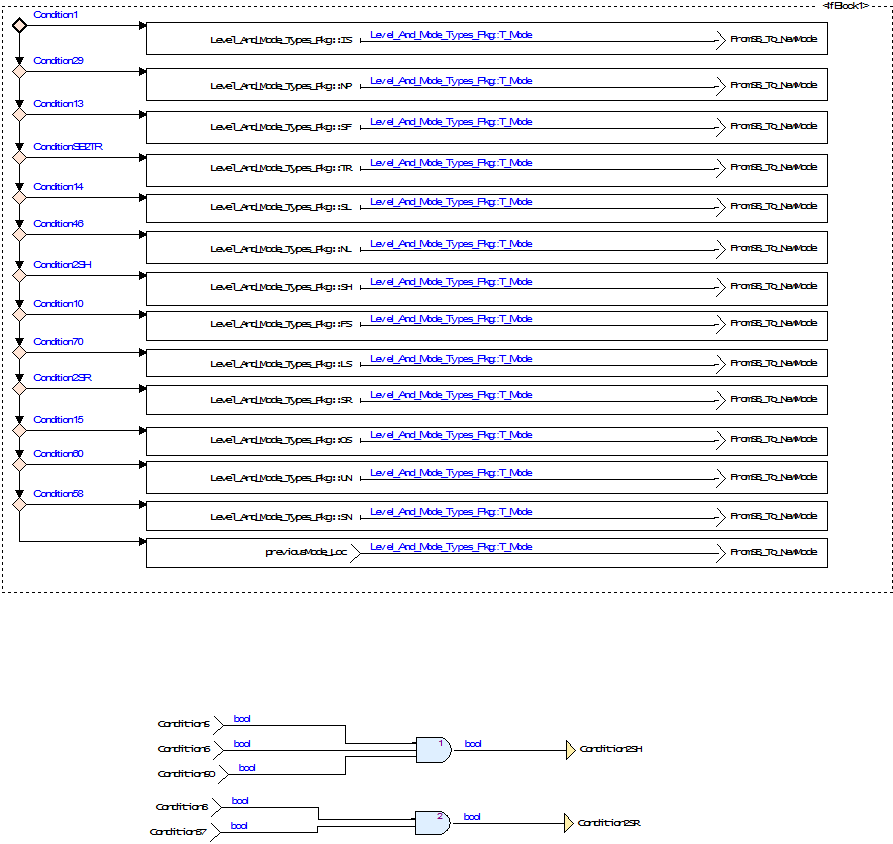 <IfBlock1>
Condition1
Level_And_Mode_Types_Pkg::IS Level_And_Mode_Types_Pkg::T_Mode FromSB_To_NewMode
Condition29
Level_And_Mode_Types_Pkg::NP Level_And_Mode_Types_Pkg::T_Mode FromSB_To_NewMode
Condition13
Level_And_Mode_Types_Pkg::SF Level_And_Mode_Types_Pkg::T_Mode FromSB_To_NewMode
ConditionSB2TR
Level_And_Mode_Types_Pkg::TR Level_And_Mode_Types_Pkg::T_Mode FromSB_To_NewMode
Condition14
Level_And_Mode_Types_Pkg::SL Level_And_Mode_Types_Pkg::T_Mode FromSB_To_NewMode
Condition46
Level_And_Mode_Types_Pkg::NL Level_And_Mode_Types_Pkg::T_Mode FromSB_To_NewMode
Condition2SH
Level_And_Mode_Types_Pkg::SH Level_And_Mode_Types_Pkg::T_Mode FromSB_To_NewMode
Condition10
Level_And_Mode_Types_Pkg::FS Level_And_Mode_Types_Pkg::T_Mode FromSB_To_NewMode
Condition70
Level_And_Mode_Types_Pkg::LS Level_And_Mode_Types_Pkg::T_Mode FromSB_To_NewMode
Condition2SR
Level_And_Mode_Types_Pkg::SR Level_And_Mode_Types_Pkg::T_Mode FromSB_To_NewMode
Condition15
Level_And_Mode_Types_Pkg::OS Level_And_Mode_Types_Pkg::T_Mode FromSB_To_NewMode
Condition60
Level_And_Mode_Types_Pkg::UN Level_And_Mode_Types_Pkg::T_Mode FromSB_To_NewMode
Condition58
Level_And_Mode_Types_Pkg::SN Level_And_Mode_Types_Pkg::T_Mode FromSB_To_NewMode
previousMode_Loc Level_And_Mode_Types_Pkg::T_Mode FromSB_To_NewMode
Condition5 bool
Condition6 bool 1 bool Condition2SH
Condition50 bool
Condition8 bool
2 bool Condition2SR
Condition37 bool